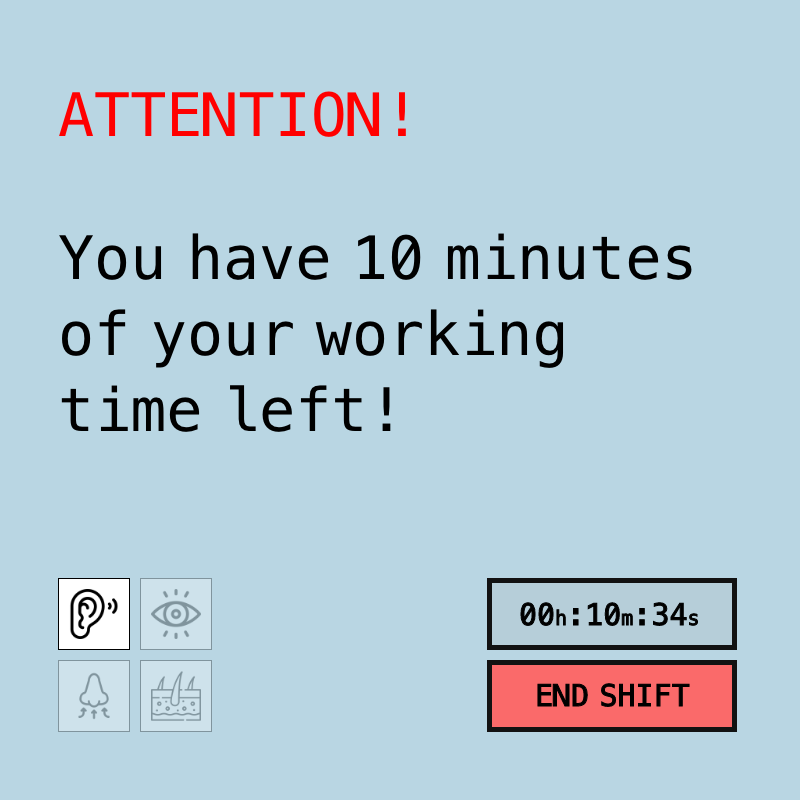 ATTENTION!
You have 10 minutes
of your working
time left!
00h:10m:34s
END SHIFT